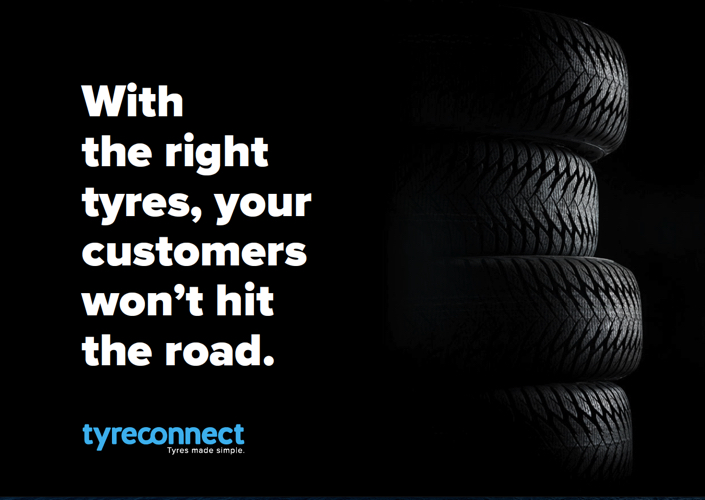 With
the right
tyres, your
customers
won’t hit
the road.
tyreconnect
Tyres made simple.